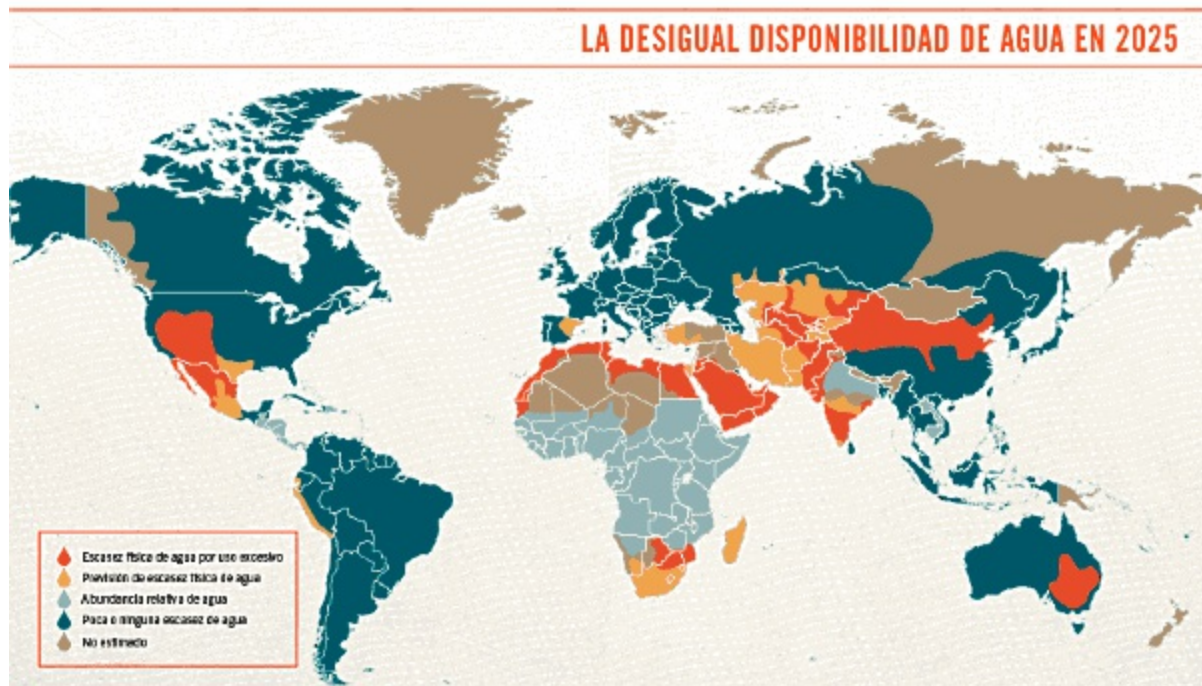 LA DESIGUAL DISPONIBILIDAD DE AGUA EN 2025
Escasez física de agua por uso excesivo
Previsión de escasez física de agua
Abundancia relativa de agua
Poca o ninguna escasez de agua
No estimado